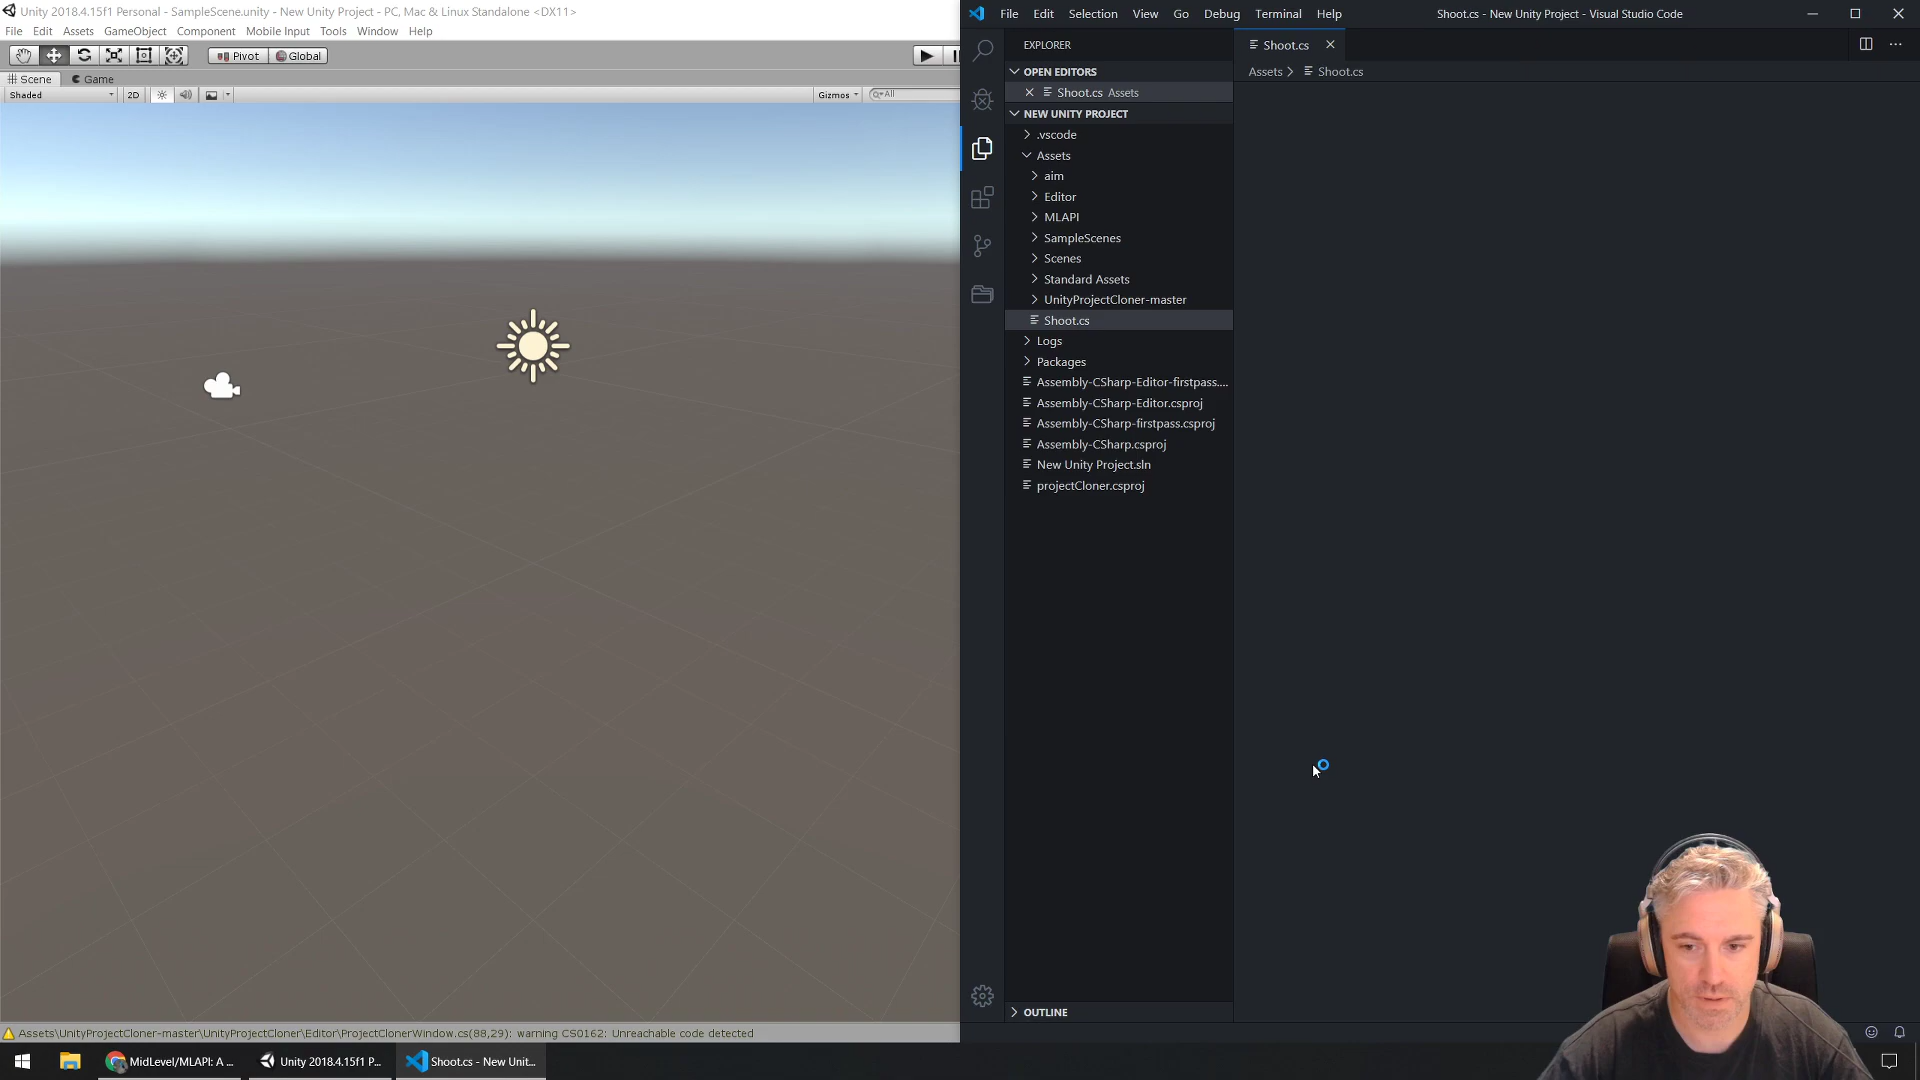 Unity 2018.4.15f1 Personal - SampleScene.unity - New Unity Project - PC, Mac & Linux Standalone <DX11>
File Edit Assets GameObject Component Mobile Input Tools Window Help
Pivot Global
Scene Game
Shaded 2D Gizmos All
Assets\UnityProjectCloner-master\UnityProjectCloner\Editor\ProjectClonerWindow.cs(88,29): warning CS0162: Unreachable code detected
File Edit Selection View Go Debug Terminal Help Shoot.cs - New Unity Project - Visual Studio Code
EXPLORER
Shoot.cs
OPEN EDITORS
Assets > Shoot.cs
Shoot.cs Assets
NEW UNITY PROJECT
.vscode
Assets
aim
Editor
MLAPI
SampleScenes
Scenes
Standard Assets
UnityProjectCloner-master
Shoot.cs
Logs
Packages
Assembly-CSharp-Editor-firstpass....
Assembly-CSharp-Editor.csproj
Assembly-CSharp-firstpass.csproj
Assembly-CSharp.csproj
New Unity Project.sln
projectCloner.csproj
OUTLINE
MidLevel/MLAPI: A ... Unity 2018.4.15f1 P... Shoot.cs - New Unit...